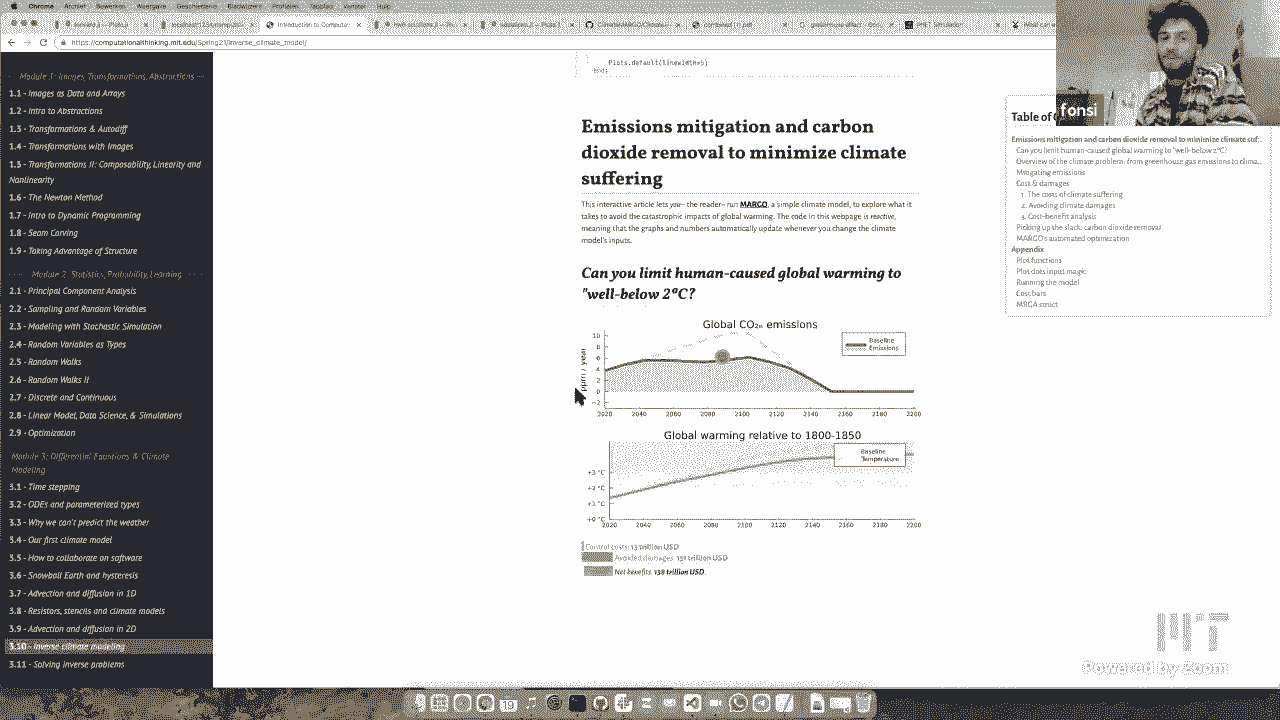 Chrome Archief Bewerken Weergave Geschiedenis Bladwijzers Profielen Tabblad Venster Help
Introduction to Computat
https://computationalthinking.mit.edu/Spring21/inverse_climate_model/
Module 1: Images, Transformations, Abstractions
1.1 - Images as Data and Arrays
1.2 - Intro to Abstractions
1.3 - Transformations & Autodiff
1.4 - Transformations with Images
1.5 - Transformations II: Composability, Linearity and
Nonlinearity
1.6 - The Newton Method
1.7 - Intro to Dynamic Programming
1.8 - Seam Carving
1.9 - Taking Advantage of Structure
Module 2: Statistics, Probability, Learning
2.1 - Principal Component Analysis
2.2 - Sampling and Random Variables
2.3 - Modeling with Stochastic Simulation
2.4 - Random Variables as Types
2.5 - Random Walks
2.6 - Random Walks II
2.7 - Discrete and Continuous
2.8 - Linear Model, Data Science, & Simulations
2.9 - Optimization
Module 3: Differential Equations & Climate
Modeling
3.1 - Time stepping
3.2 - ODEs and parameterized types
3.3 - Why we can't predict the weather
3.4 - Our first climate model
3.5 - How to collaborate on software
3.6 - Snowball Earth and hysteresis
3.7 - Advection and diffusion in 1D
3.8 - Resistors, stencils and climate models
3.9 - Advection and diffusion in 2D
3.10 - Inverse climate modeling
3.11 - Solving inverse problems
Plots.default(linewidth=5)
end;
Emissions mitigation and carbon
dioxide removal to minimize climate
suffering
This interactive article lets you– the reader– run MARGO, a simple climate model, to explore what it
takes to avoid the catastrophic impacts of global warming. The code in this webpage is reactive,
meaning that the graphs and numbers automatically update whenever you change the climate
model's inputs.
Can you limit human-caused global warming to
"well-below 2ºC?
Global CO₂ₑ emissions
ppm / year
10
8
6
4
2
0
−2
2020 2040 2060 2080 2100 2120 2140 2160 2180 2200
Baseline
Emissions
Global warming relative to 1800-1850
+3 °C
+2 °C
+1 °C
+0 °C
2020 2040 2060 2080 2100 2120 2140 2160 2180 2200
Baseline
Temperature
Control costs: 13 trillion USD
Avoided damages: 151 trillion USD
Net benefits: 138 trillion USD.
fonsi
Table of
Emissions mitigation and carbon dioxide removal to minimize climate suf...
Can you limit human-caused global warming to "well-below 2ºC?
Overview of the climate problem: from greenhouse gas emissions to clima...
Mitigating emissions
Cost & damages
1. The costs of climate suffering
2. Avoiding climate damages
3. Cost-benefit analysis
Picking up the slack: carbon dioxide removal
MARGO's automated optimization
Appendix
Plot functions
Plot dots input magic
Running the model
Cost bars
MRGA struct
MIT
Powered by Zoom
19